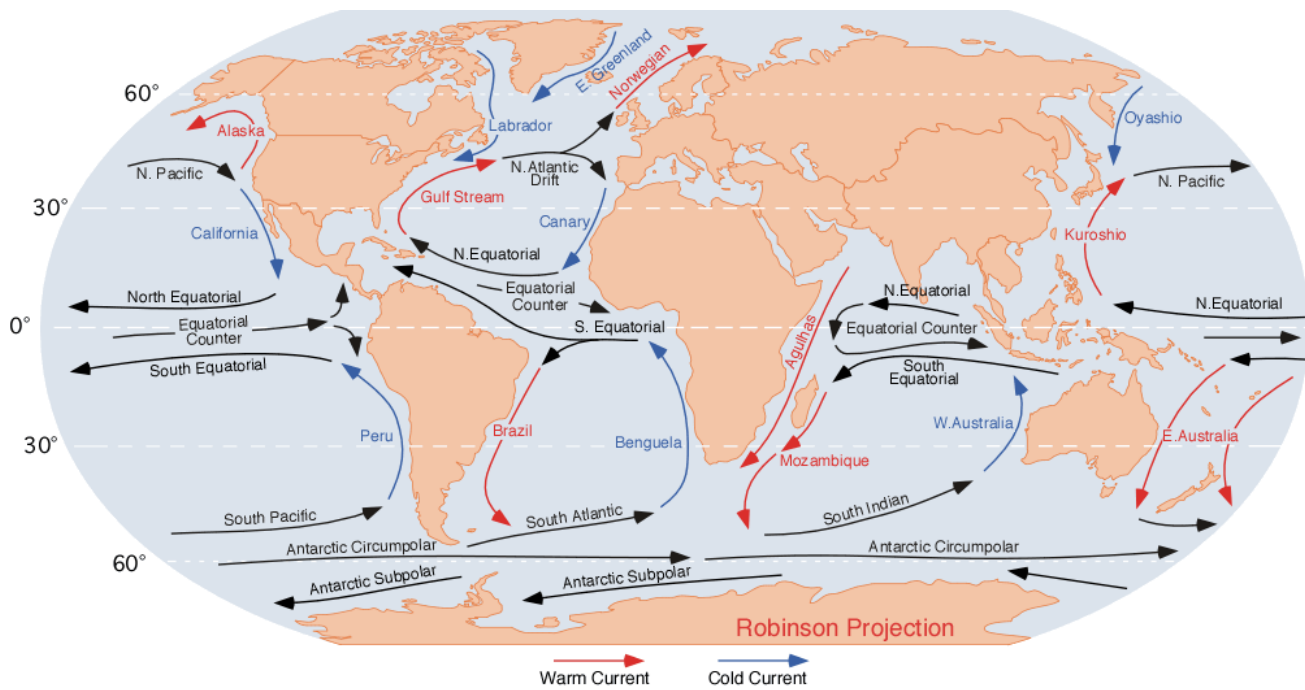 60°
30°
0°
30°
60°
Alaska
N. Pacific
California
North Equatorial
Equatorial
Counter
South Equatorial
Peru
South Pacific
Labrador
E. Greenland
Norwegian
N.Atlantic
Drift
Gulf Stream
Canary
N.Equatorial
Equatorial
Counter
S. Equatorial
Brazil
Benguela
South Atlantic
Antarctic Circumpolar
Antarctic Subpolar
Antarctic Subpolar
Agulhas
Mozambique
N.Equatorial
Equatorial Counter
South
Equatorial
W.Australia
South Indian
Antarctic Circumpolar
Oyashio
N. Pacific
Kuroshio
N.Equatorial
E.Australia
Robinson Projection
Warm Current
Cold Current